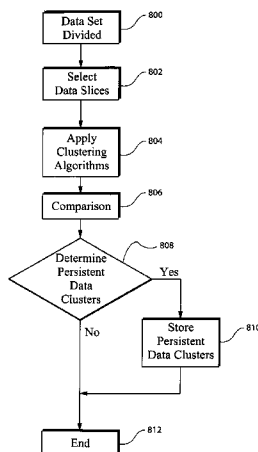 Data Set
Divided
800
Select
Data Slices
802
Apply
Clustering
Algorithms
804
Comparison
806
Determine
Persistent
Data
Clusters
808
Yes
No
Store
Persistent
Data Clusters
810
End
812